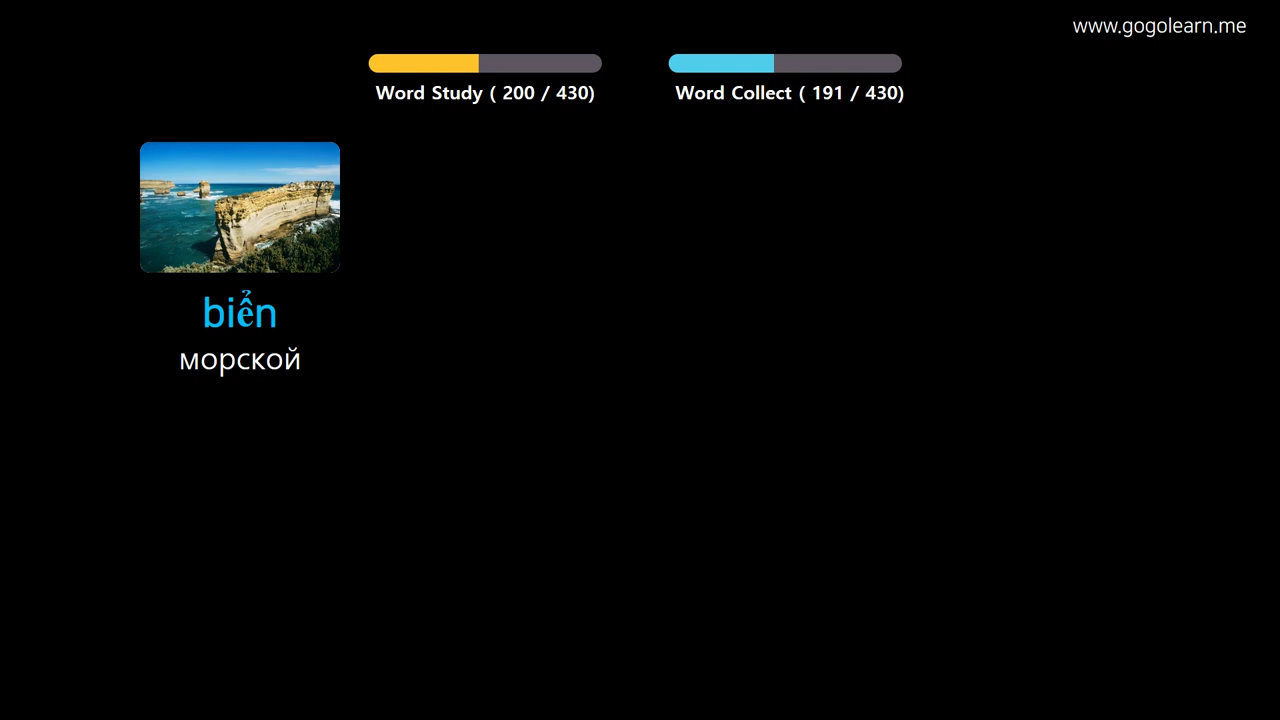 www.gogolearn.me
Word Study ( 200 / 430)
Word Collect ( 191 / 430)
biển
морской